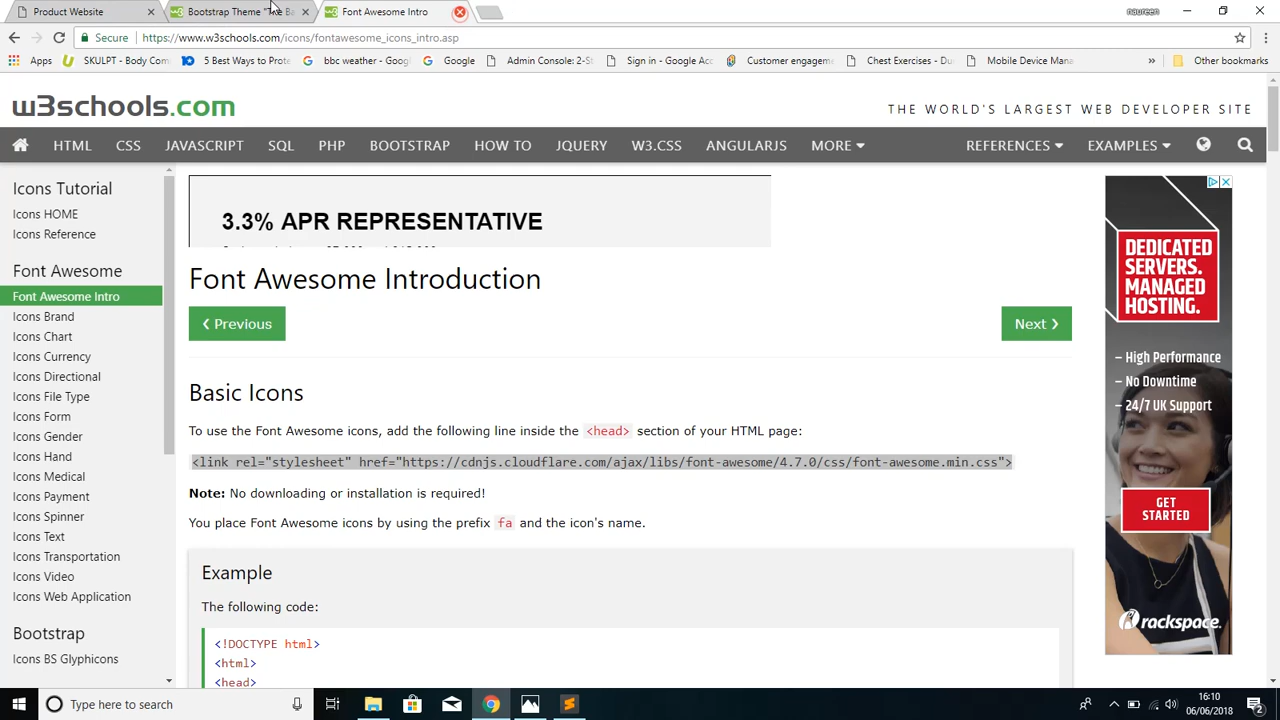 Product Website
Bootstrap Theme "The Ba
Font Awesome Intro
naureen
Secure
https://www.w3schools.com/icons/fontawesome_icons_intro.asp
Apps
SKULPT - Body Com
5 Best Ways to Prote
bbc weather - Goog
Google
Admin Console: 2-St
Sign in - Google Acc
Customer engageme
Chest Exercises - Du
Mobile Device Mana
»
Other bookmarks
w3schools.com
THE WORLD'S LARGEST WEB DEVELOPER SITE
HTML
CSS
JAVASCRIPT
SQL
PHP
BOOTSTRAP
HOW TO
JQUERY
W3.CSS
ANGULARJS
MORE
REFERENCES
EXAMPLES
Icons Tutorial
Icons HOME
Icons Reference
Font Awesome
Font Awesome Intro
Icons Brand
Icons Chart
Icons Currency
Icons Directional
Icons File Type
Icons Form
Icons Gender
Icons Hand
Icons Medical
Icons Payment
Icons Spinner
Icons Text
Icons Transportation
Icons Video
Icons Web Application
Bootstrap
Icons BS Glyphicons
3.3% APR REPRESENTATIVE
Font Awesome Introduction
❮ Previous
Next ❯
Basic Icons
To use the Font Awesome icons, add the following line inside the <head> section of your HTML page:
<link rel="stylesheet" href="https://cdnjs.cloudflare.com/ajax/libs/font-awesome/4.7.0/css/font-awesome.min.css">
Note: No downloading or installation is required!
You place Font Awesome icons by using the prefix fa and the icon's name.
Example
The following code:
<!DOCTYPE html>
<html>
<head>
DEDICATED
SERVERS.
MANAGED
HOSTING.
– High Performance
– No Downtime
– 24/7 UK Support
GET
STARTED
rackspace.
Type here to search
16:10
06/06/2018
2